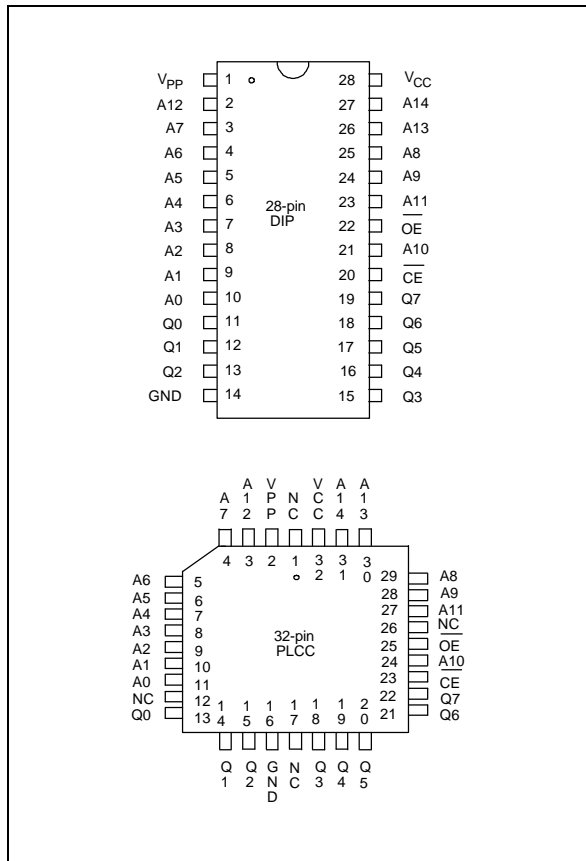 VPP 1 28 VCC
A12 2 27 A14
A7 3 26 A13
A6 4 25 A8
A5 5 24 A9
A4 6 23 A11
28-pin
DIP
A3 7 22 OE
A2 8 21 A10
A1 9 20 CE
A0 10 19 Q7
Q0 11 18 Q6
Q1 12 17 Q5
Q2 13 16 Q4
GND 14 15 Q3
A7 A12 VPP NC VCC A14 A13
4 3 2 1 32 31 30
A6 5 29 A8
A5 6 28 A9
A4 7 27 A11
A3 8 26 NC
32-pin
PLCC
A2 9 25 OE
A1 10 24 A10
A0 11 23 CE
NC 12 22 Q7
Q0 13 21 Q6
14 15 16 17 18 19 20
Q1 Q2 GND NC Q3 Q4 Q5